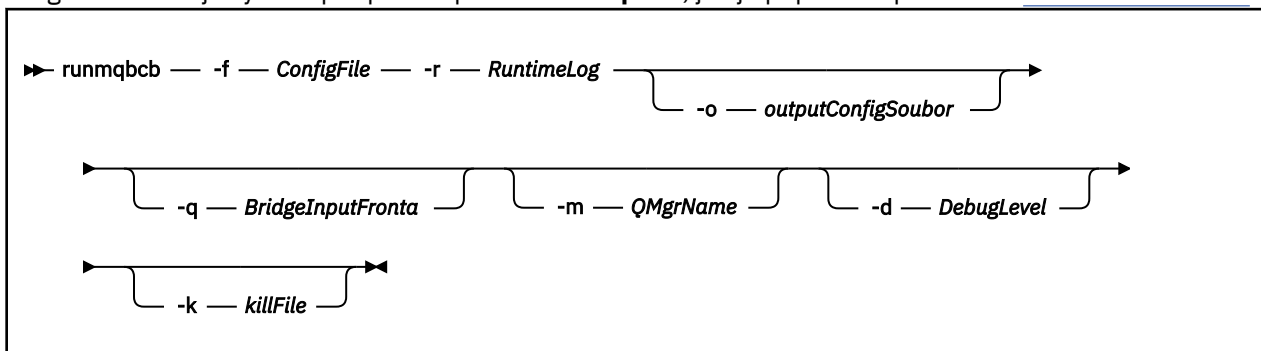 runmqbcb -f ConfigFile -r RuntimeLog
-o outputConfigSoubor
-q BridgeInputFronta -m QMgrName -d DebugLevel
-k killFile